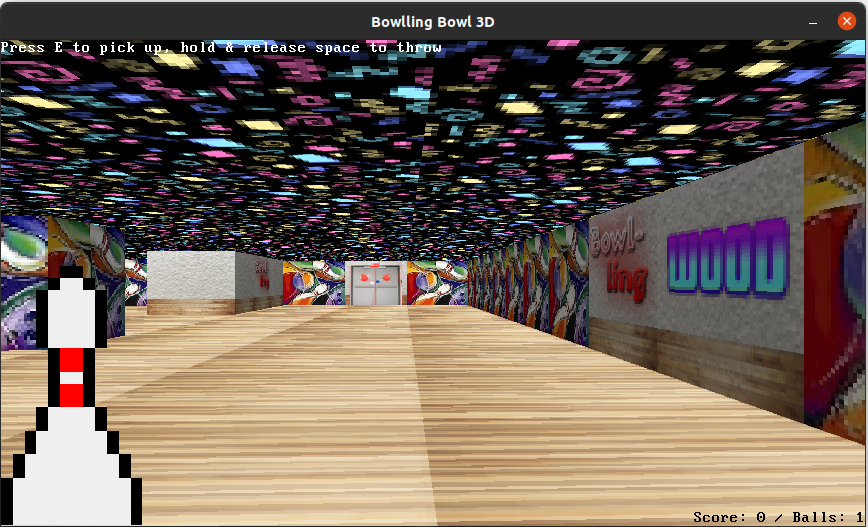 Bowlling Bowl 3D
Press E to pick up, hold & release space to throw
Bowl-
ling
WOOD
Score: 0 / Balls: 1